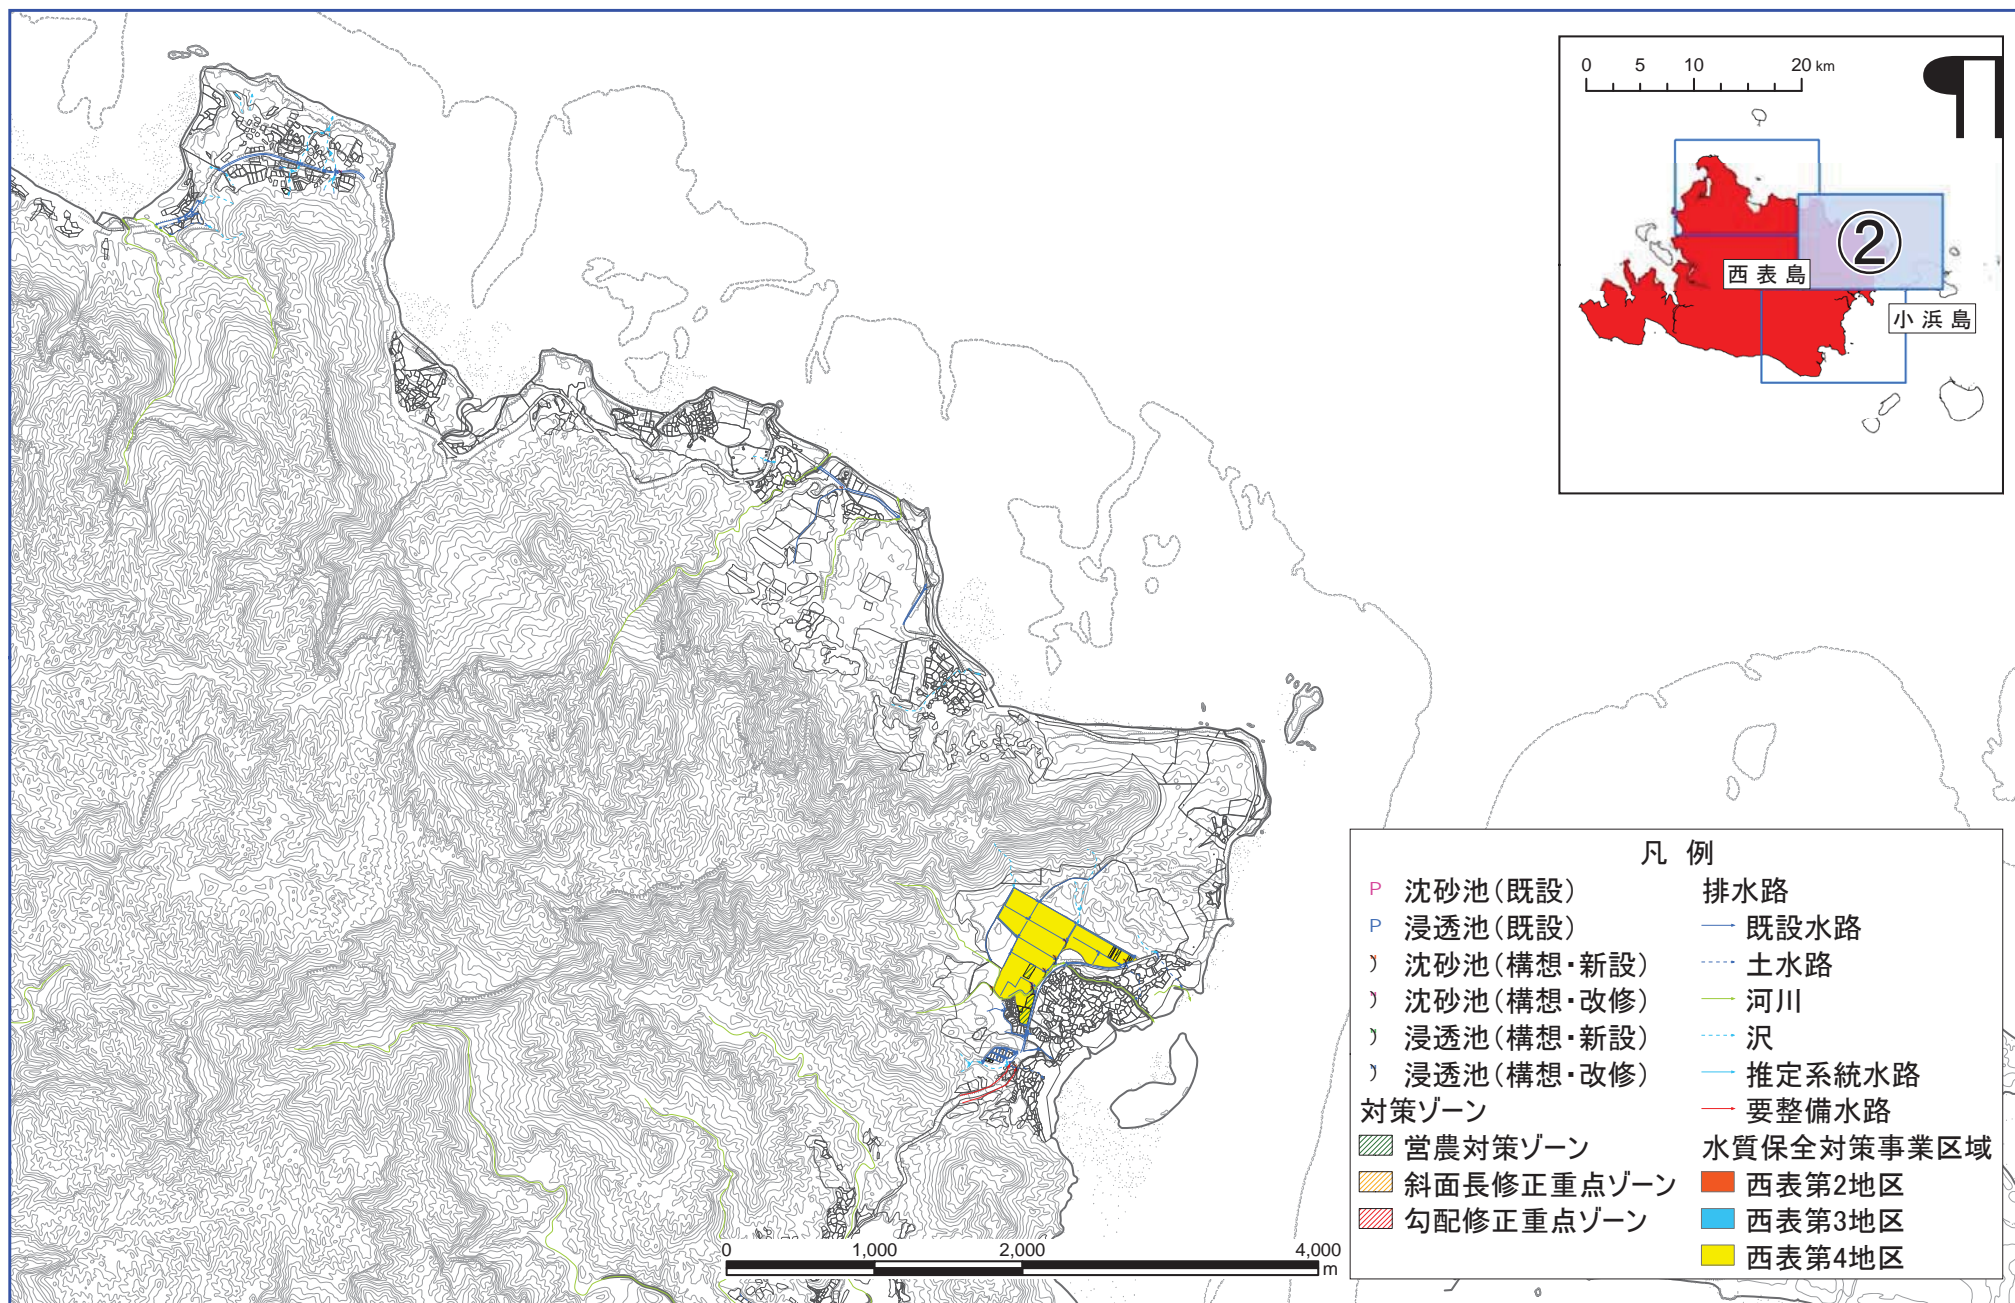 0 5 10 20 km
②
西表島
小浜島
凡例
P 沈砂池(既設)
P 浸透池(既設)
沈砂池(構想・新設)
沈砂池(構想・改修)
浸透池(構想・新設)
浸透池(構想・改修)
対策ゾーン
営農対策ゾーン
斜面長修正重点ゾーン
勾配修正重点ゾーン
排水路
既設水路
土水路
河川
沢
推定系統水路
要整備水路
水質保全対策事業区域
西表第2地区
西表第3地区
西表第4地区
0 1,000 2,000 4,000
m